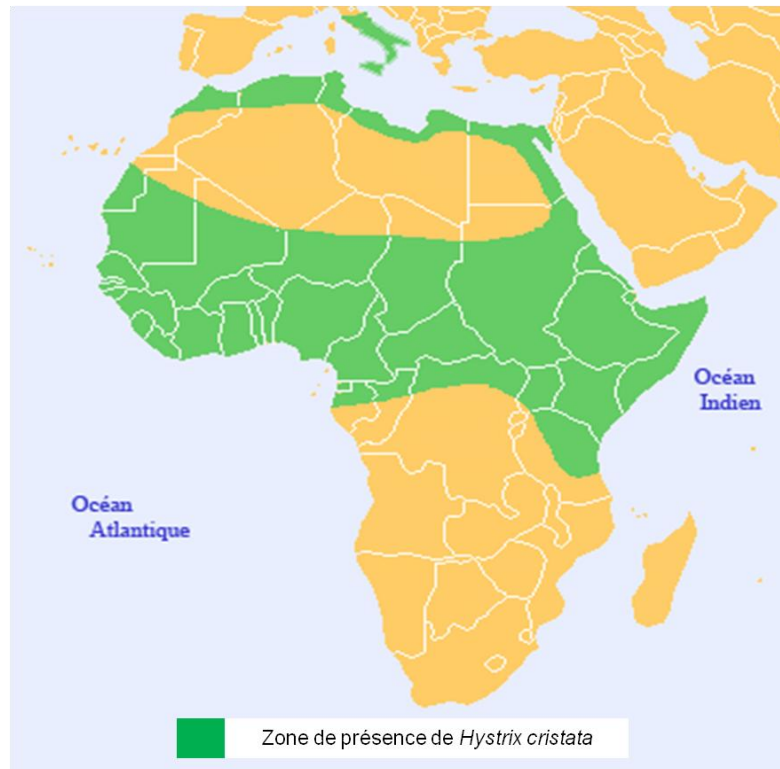 Océan
Indien
Océan
Atlantique
Zone de présence de Hystrix cristata